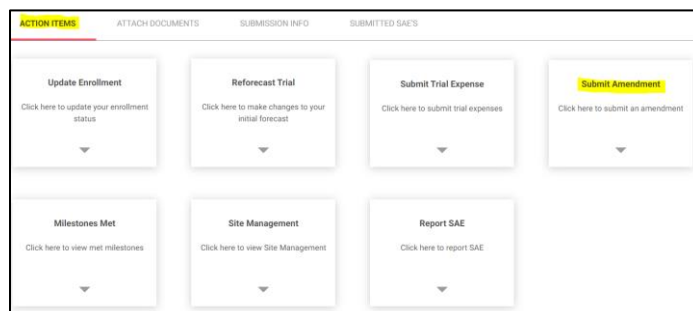 ACTION ITEMS ATTACH DOCUMENTS SUBMISSION INFO SUBMITTED SAE'S
Update Enrollment
Click here to update your enrollment
status
Reforecast Trial
Click here to make changes to your
initial forecast
Submit Trial Expense
Click here to submit trial expenses
Submit Amendment
Click here to submit an amendment
Milestones Met
Click here to view met milestones
Site Management
Click here to view Site Management
Report SAE
Click here to report SAE